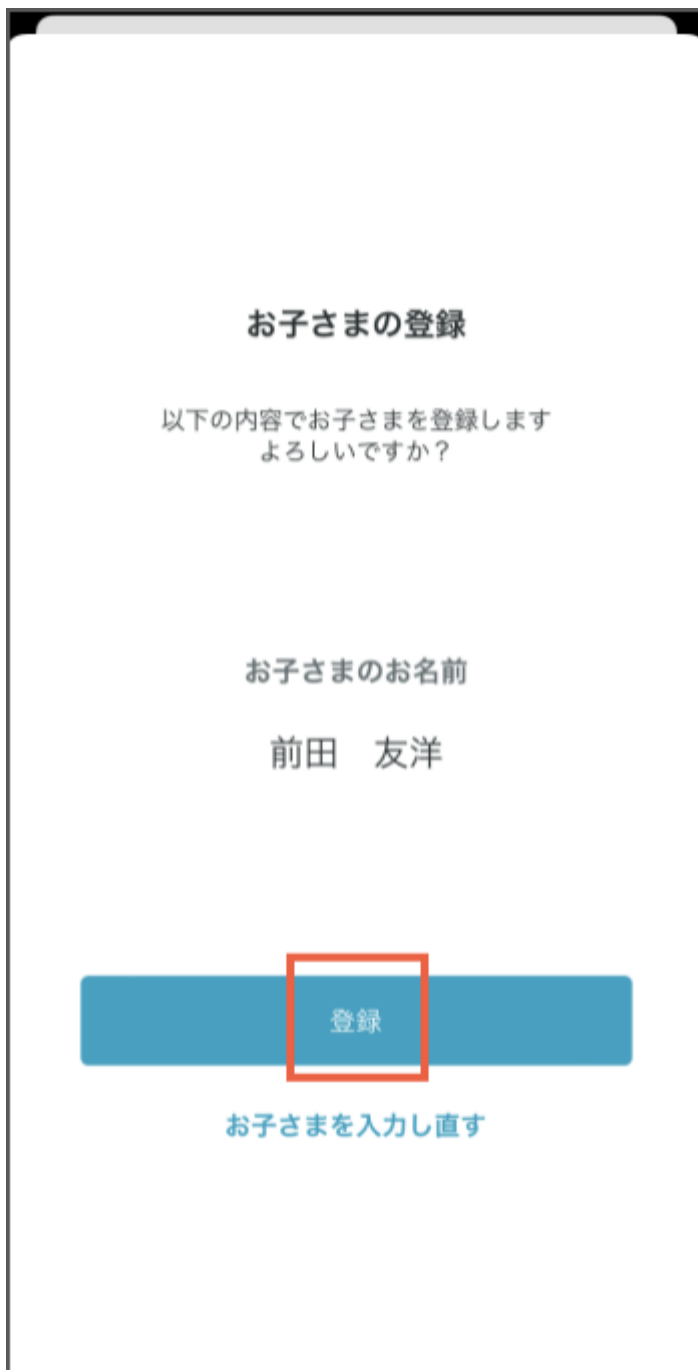 お子さまの登録
以下の内容でお子さまを登録します
よろしいですか？
お子さまのお名前
前田　友洋
登録
お子さまを入力し直す